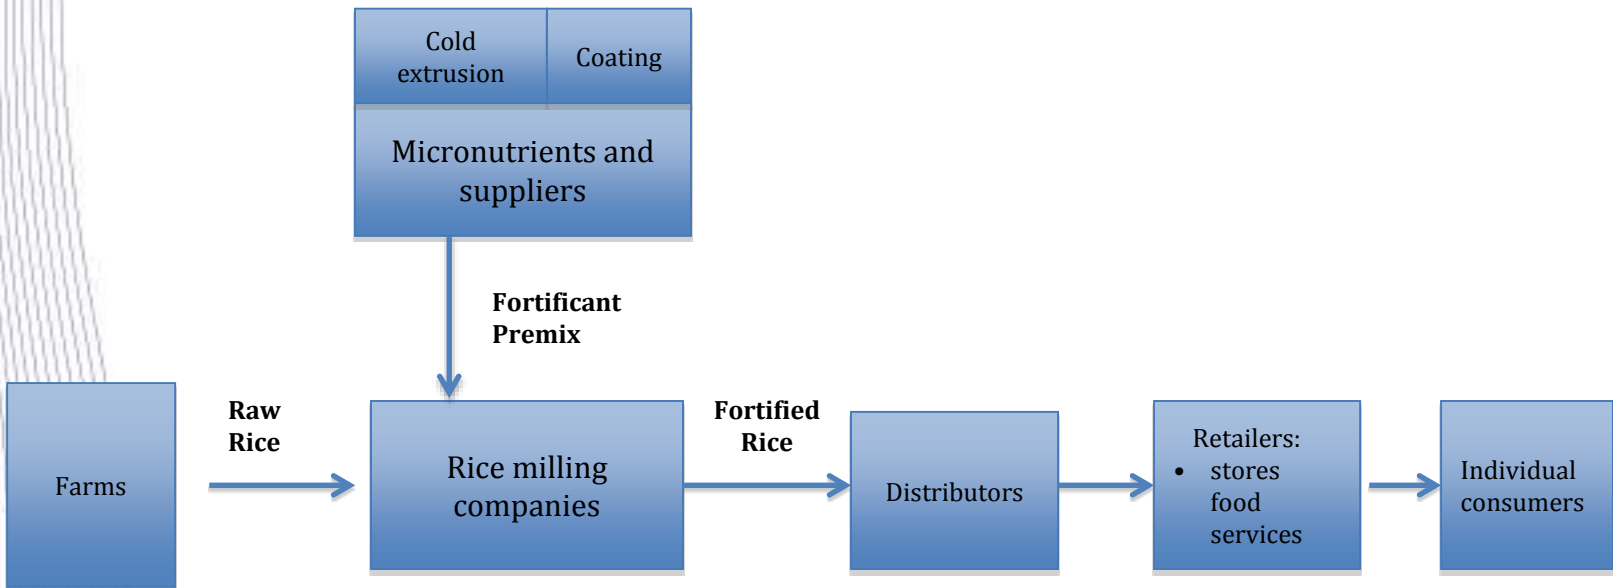 Cold
extrusion
Coating
Micronutrients and
suppliers
Fortificant
Premix
Farms
Raw
Rice
Rice milling
companies
Fortified
Rice
Distributors
Retailers:
• stores
food
services
Individual
consumers